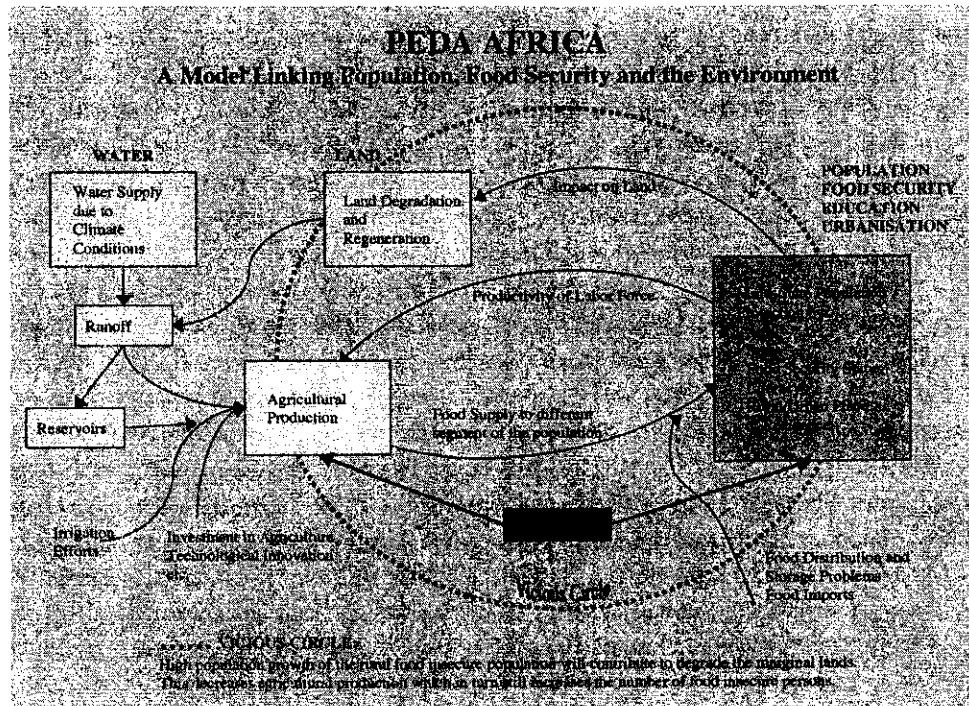 PEDA AFRICA
A Model Linking Population, Food Security and the Environment
WATER
LAND
POPULATION
FOOD SECURITY
EDUCATION
URBANISATION
Water Supply
due to
Climate
Conditions
Land Degradation
and
Regeneration
Impact on Land
Productivity of Labor Force
Ranoff
Agricultural
Production
Reservoirs
Food Supply to different
segment of the population
Irrigation
Efforts
Investment in Agriculture,
Technological Innovation
etc.
Food Distribution and
Storage Problems
Food Imports
Vicious Circle
VICIOUS CIRCLE:
High population growth of the rural food insecure population will contribute to degrade the marginal lands.
This decreases agricultural production which in turn still increases the number of food insecure persons.